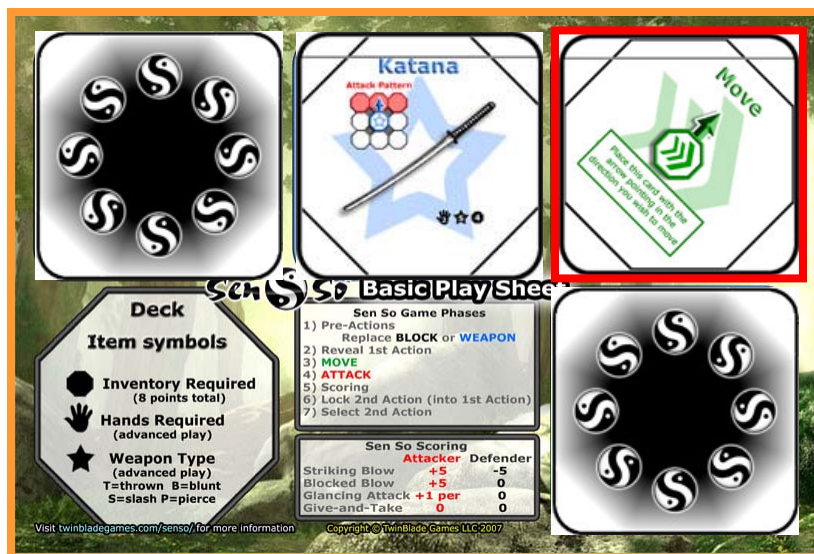 Katana
Attack Pattern
Move
Place this card with the
arrow pointing in the
direction you wish to move
Sen So Basic Play Sheet
Deck
Item symbols
Inventory Required
(8 points total)
Hands Required
(advanced play)
Weapon Type
(advanced play)
T=thrown B=blunt
S=slash P=pierce
Sen So Game Phases
1) Pre-Actions
Replace BLOCK or WEAPON
2) Reveal 1st Action
3) MOVE
4) ATTACK
5) Scoring
6) Lock 2nd Action (into 1st Action)
7) Select 2nd Action
Sen So Scoring
Attacker Defender
Striking Blow +5 -5
Blocked Blow +5 0
Glancing Attack +1 per 0
Give-and-Take 0 0
Visit twinbladegames.com/senso/ for more information
Copyright © TwinBlade Games LLC 2007